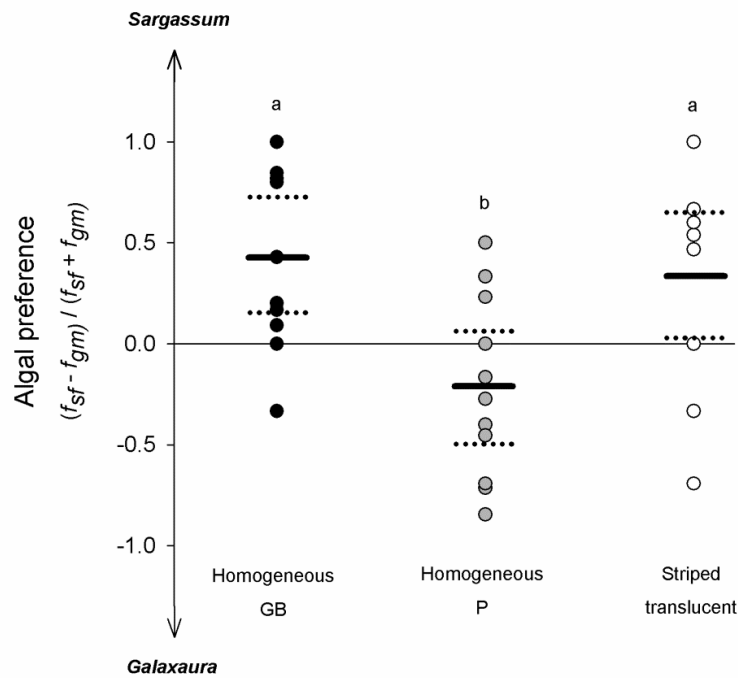 Sargassum
a
a
1.0
b
0.5
0.0
-0.5
-1.0
Algal preference
(fsf - fgm) / (fsf + fgm)
Homogeneous
GB
Homogeneous
P
Striped
translucent
Galaxaura